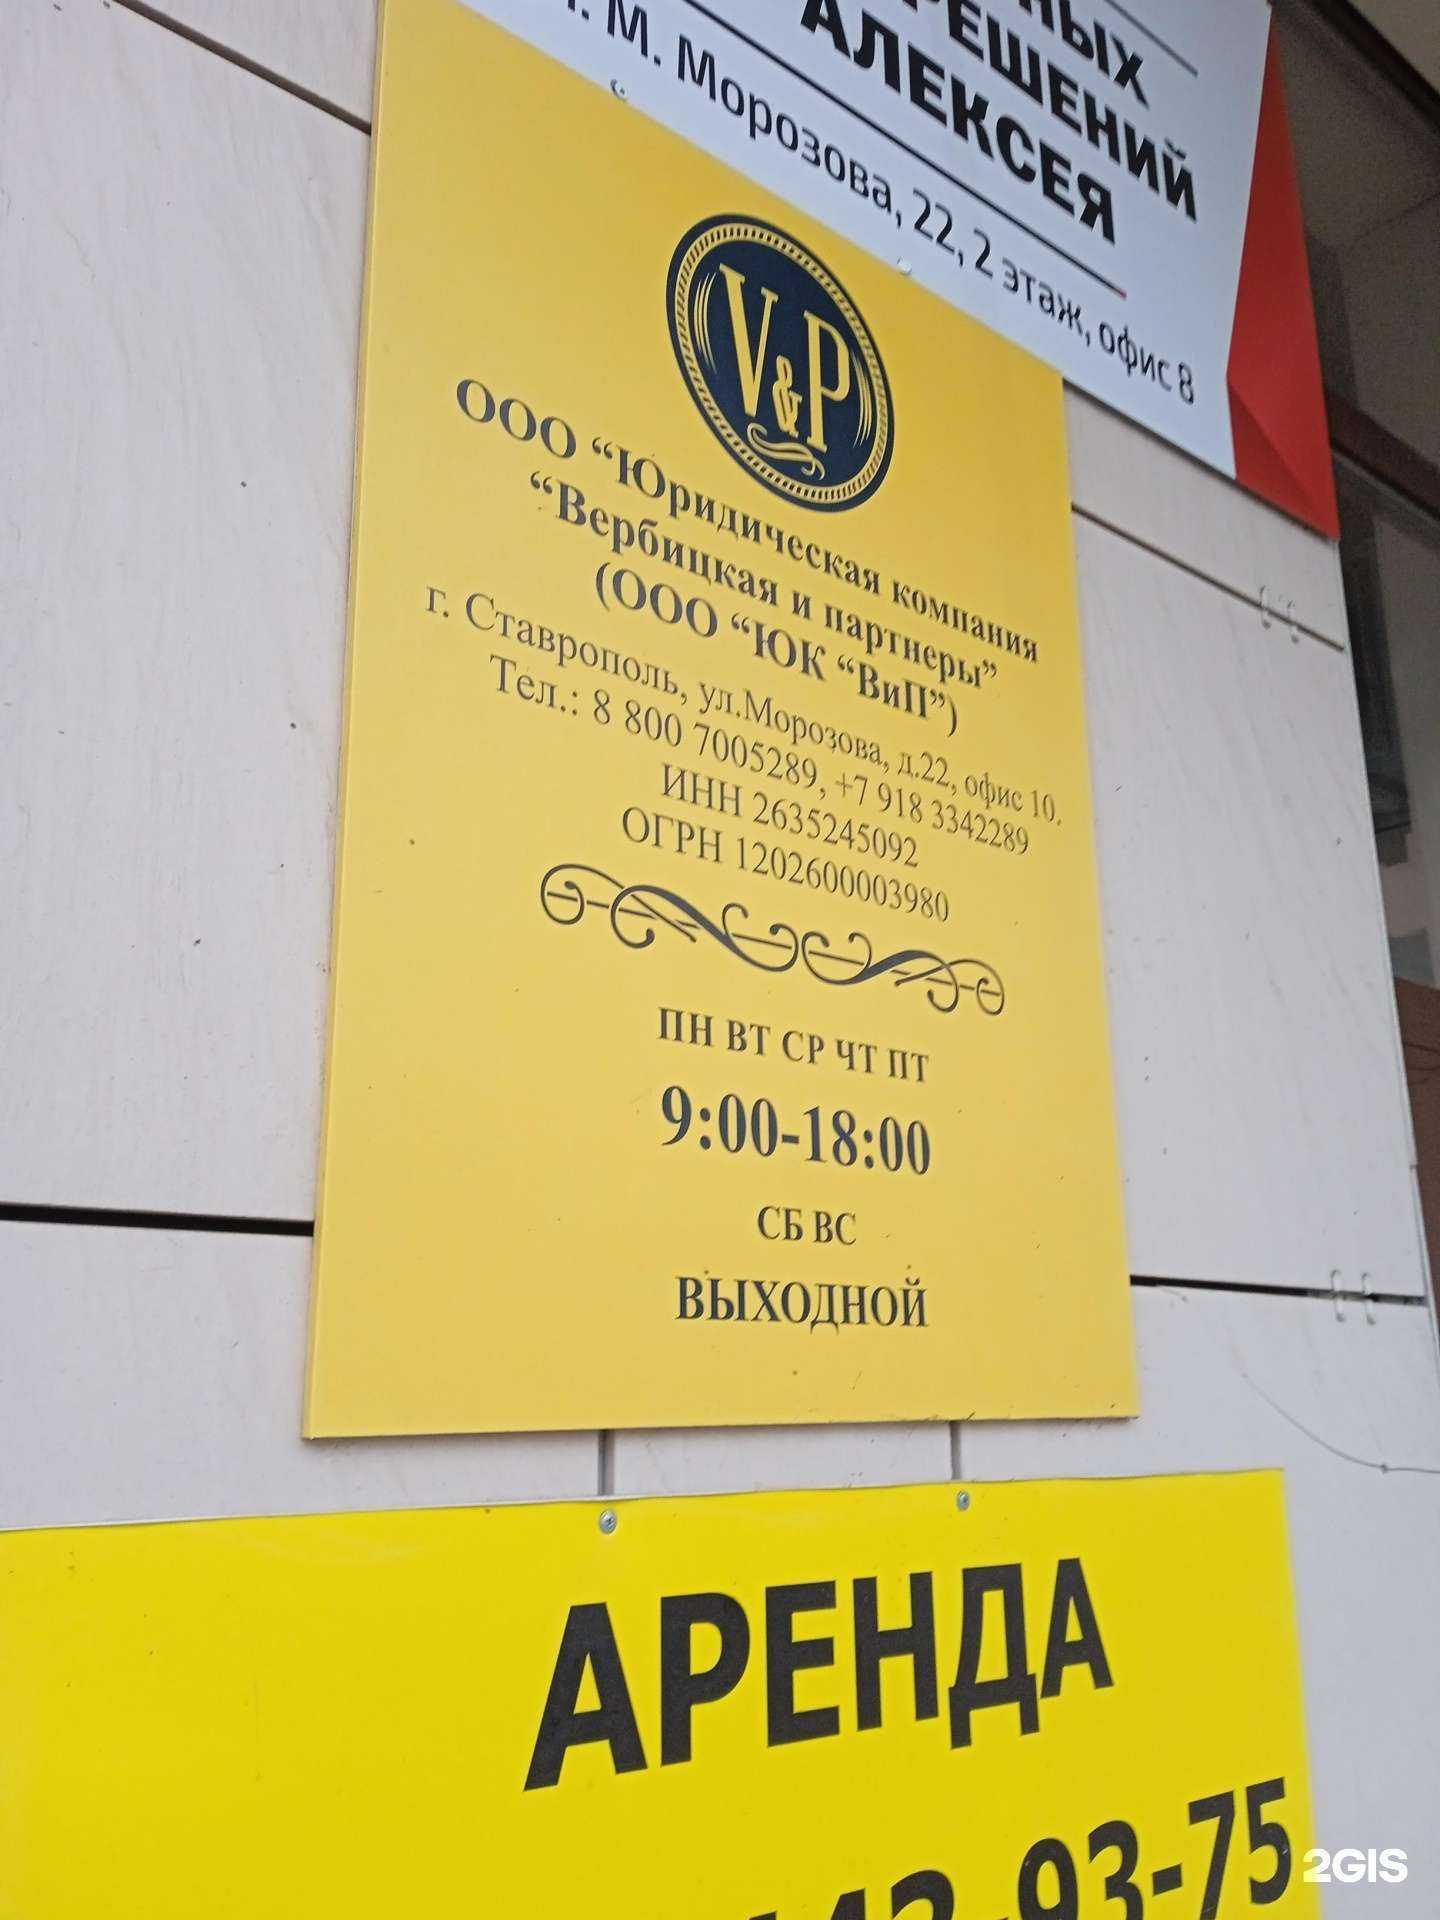 АЛЕКСЕЯ
М. Морозова, 22, 2 этаж, офис 8
V&P
ООО “Юридическая компания
“Вербицкая и партнеры”
(ООО “ЮК “ВиП”)
г. Ставрополь, ул.Морозова, д.22, офис 10.
Тел.: 8 800 7005289, +7 918 3342289
ИНН 2635245092
ОГРН 1202600003980
ПН ВТ СР ЧТ ПТ
9:00-18:00
СБ ВС
ВЫХОДНОЙ
АРЕНДА
93-75
2GIS